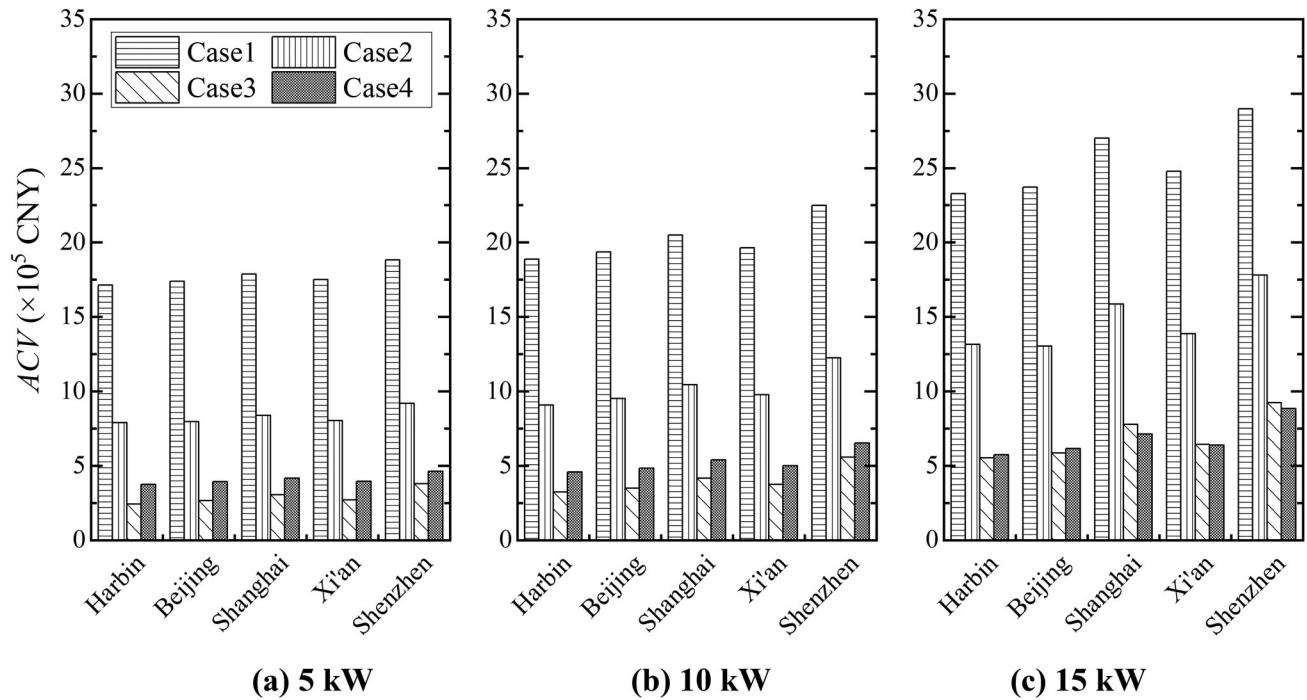 ACV (×10⁵ CNY)
35
30
25
20
15
10
5
0
Case1 Case2
Case3 Case4
Harbin Beijing Shanghai Xi'an Shenzhen
(a) 5 kW
35
30
25
20
15
10
5
0
Harbin Beijing Shanghai Xi'an Shenzhen
(b) 10 kW
35
30
25
20
15
10
5
0
Harbin Beijing Shanghai Xi'an Shenzhen
(c) 15 kW